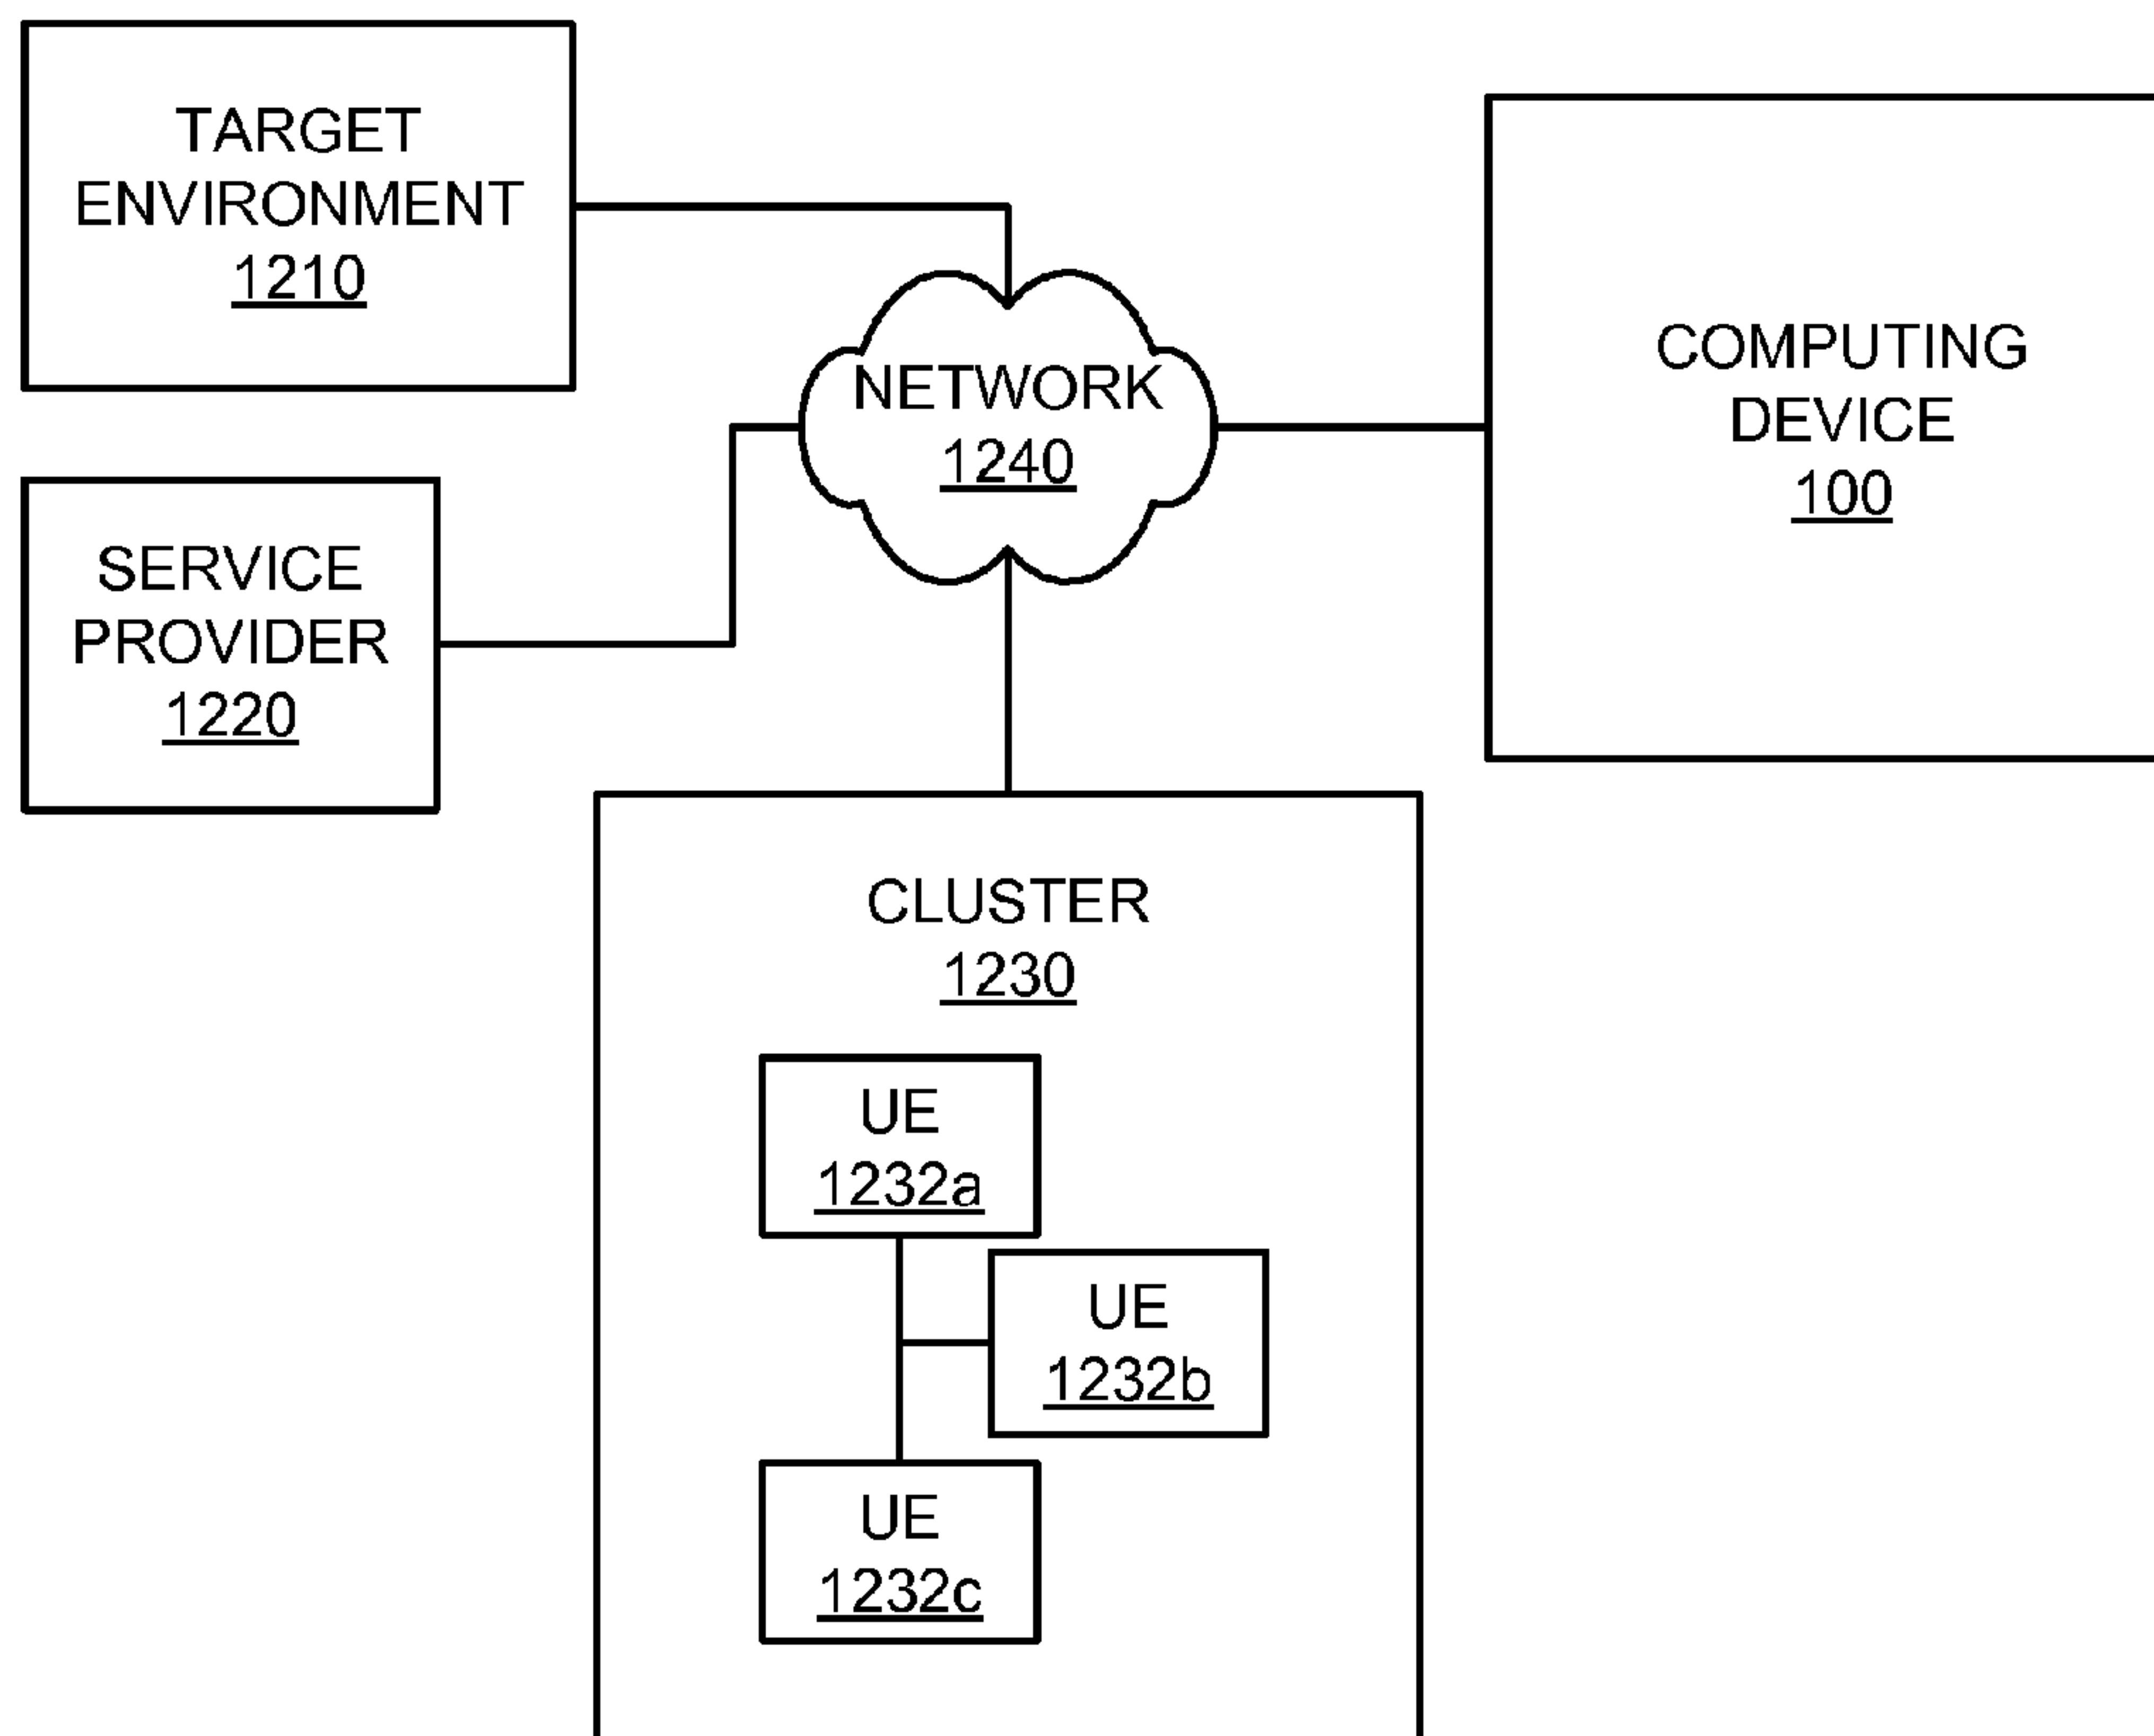 TARGET
ENVIRONMENT
1210
SERVICE
PROVIDER
1220
NETWORK
1240
COMPUTING
DEVICE
100
CLUSTER
1230
UE
1232a
UE
1232b
UE
1232c